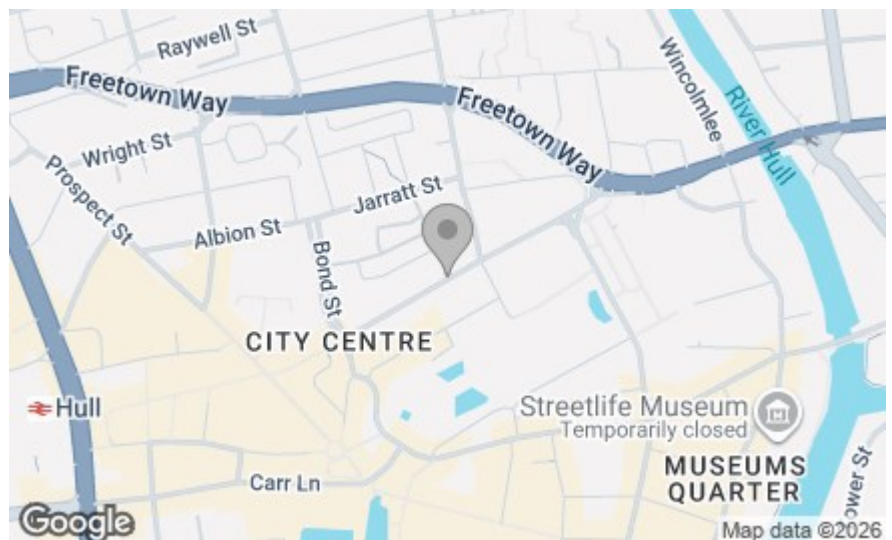 Raywell St
Freetown Way
Freetown Way
Wincolmlee
River Hull
Wright St
Prospect St
Jarratt St
Albion St
Bond St
CITY CENTRE
Hull
Streetlife Museum
Temporarily closed
MUSEUMS
QUARTER
Carr Ln
Google
Map data ©2026